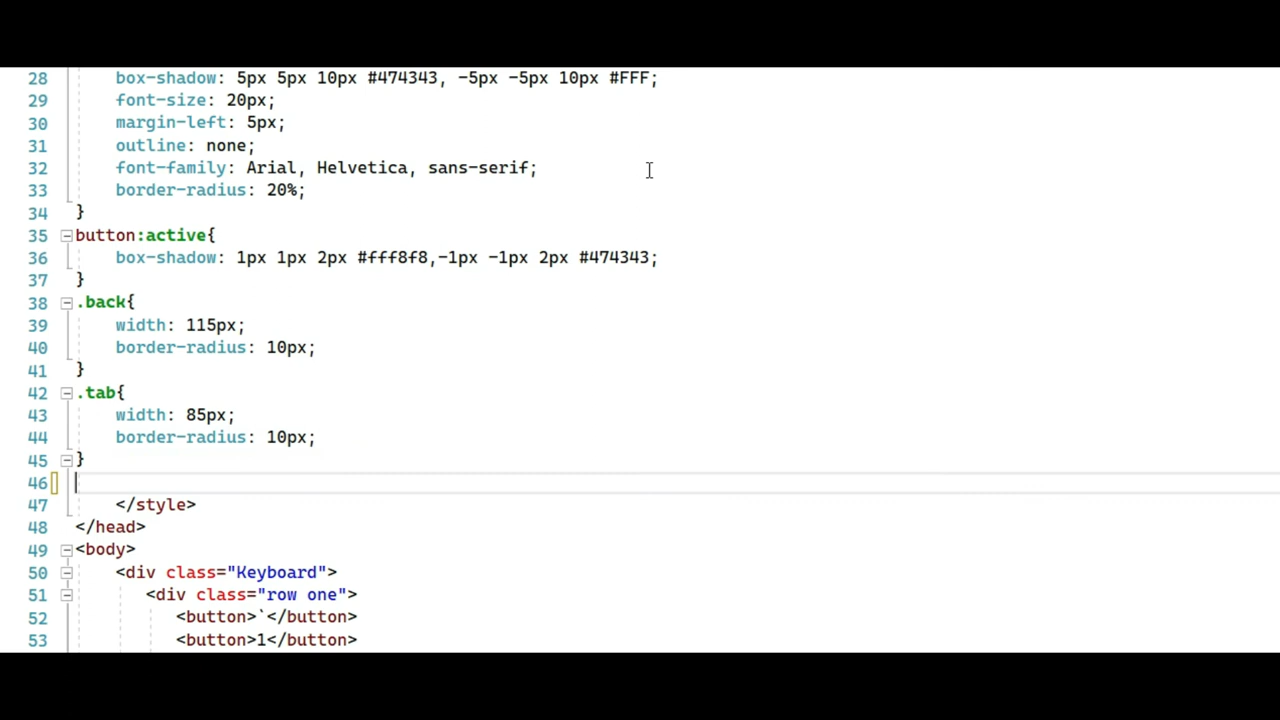 28 box-shadow: 5px 5px 10px #474343, -5px -5px 10px #FFF;
29 font-size: 20px;
30 margin-left: 5px;
31 outline: none;
32 font-family: Arial, Helvetica, sans-serif;
33 border-radius: 20%;
34 }
35 button:active{
36 box-shadow: 1px 1px 2px #fff8f8,-1px -1px 2px #474343;
37 }
38 .back{
39 width: 115px;
40 border-radius: 10px;
41 }
42 .tab{
43 width: 85px;
44 border-radius: 10px;
45 }
46
47 </style>
48 </head>
49 <body>
50 <div class="Keyboard">
51 <div class="row one">
52 <button>`</button>
53 <button>1</button>